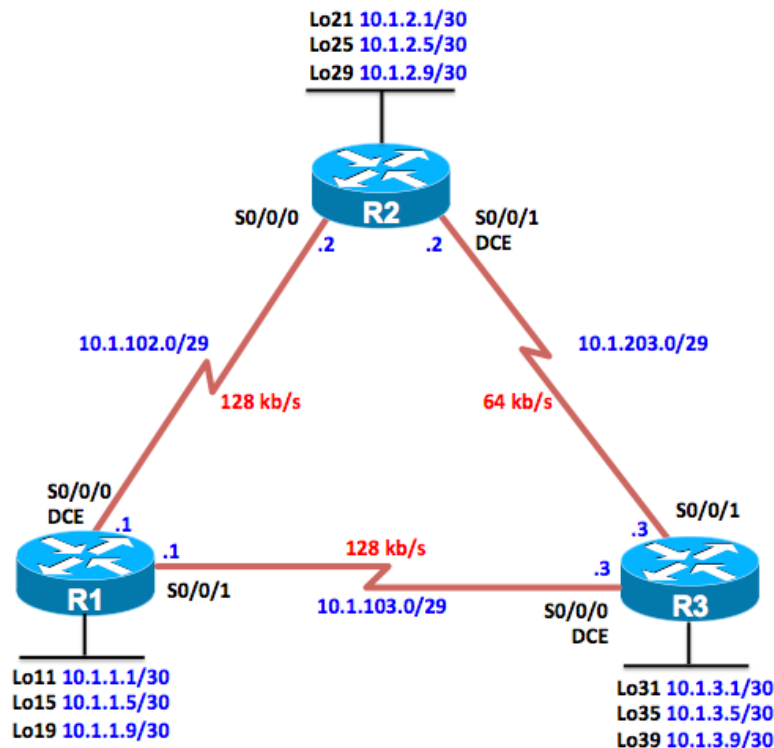 Lo21 10.1.2.1/30
Lo25 10.1.2.5/30
Lo29 10.1.2.9/30
R2
S0/0/0
S0/0/1
DCE
.2
.2
10.1.102.0/29
10.1.203.0/29
128 kb/s
64 kb/s
S0/0/0
DCE
.1
.1
S0/0/1
R1
128 kb/s
10.1.103.0/29
S0/0/1
.3
.3
S0/0/0
DCE
R3
Lo11 10.1.1.1/30
Lo15 10.1.1.5/30
Lo19 10.1.1.9/30
Lo31 10.1.3.1/30
Lo35 10.1.3.5/30
Lo39 10.1.3.9/30